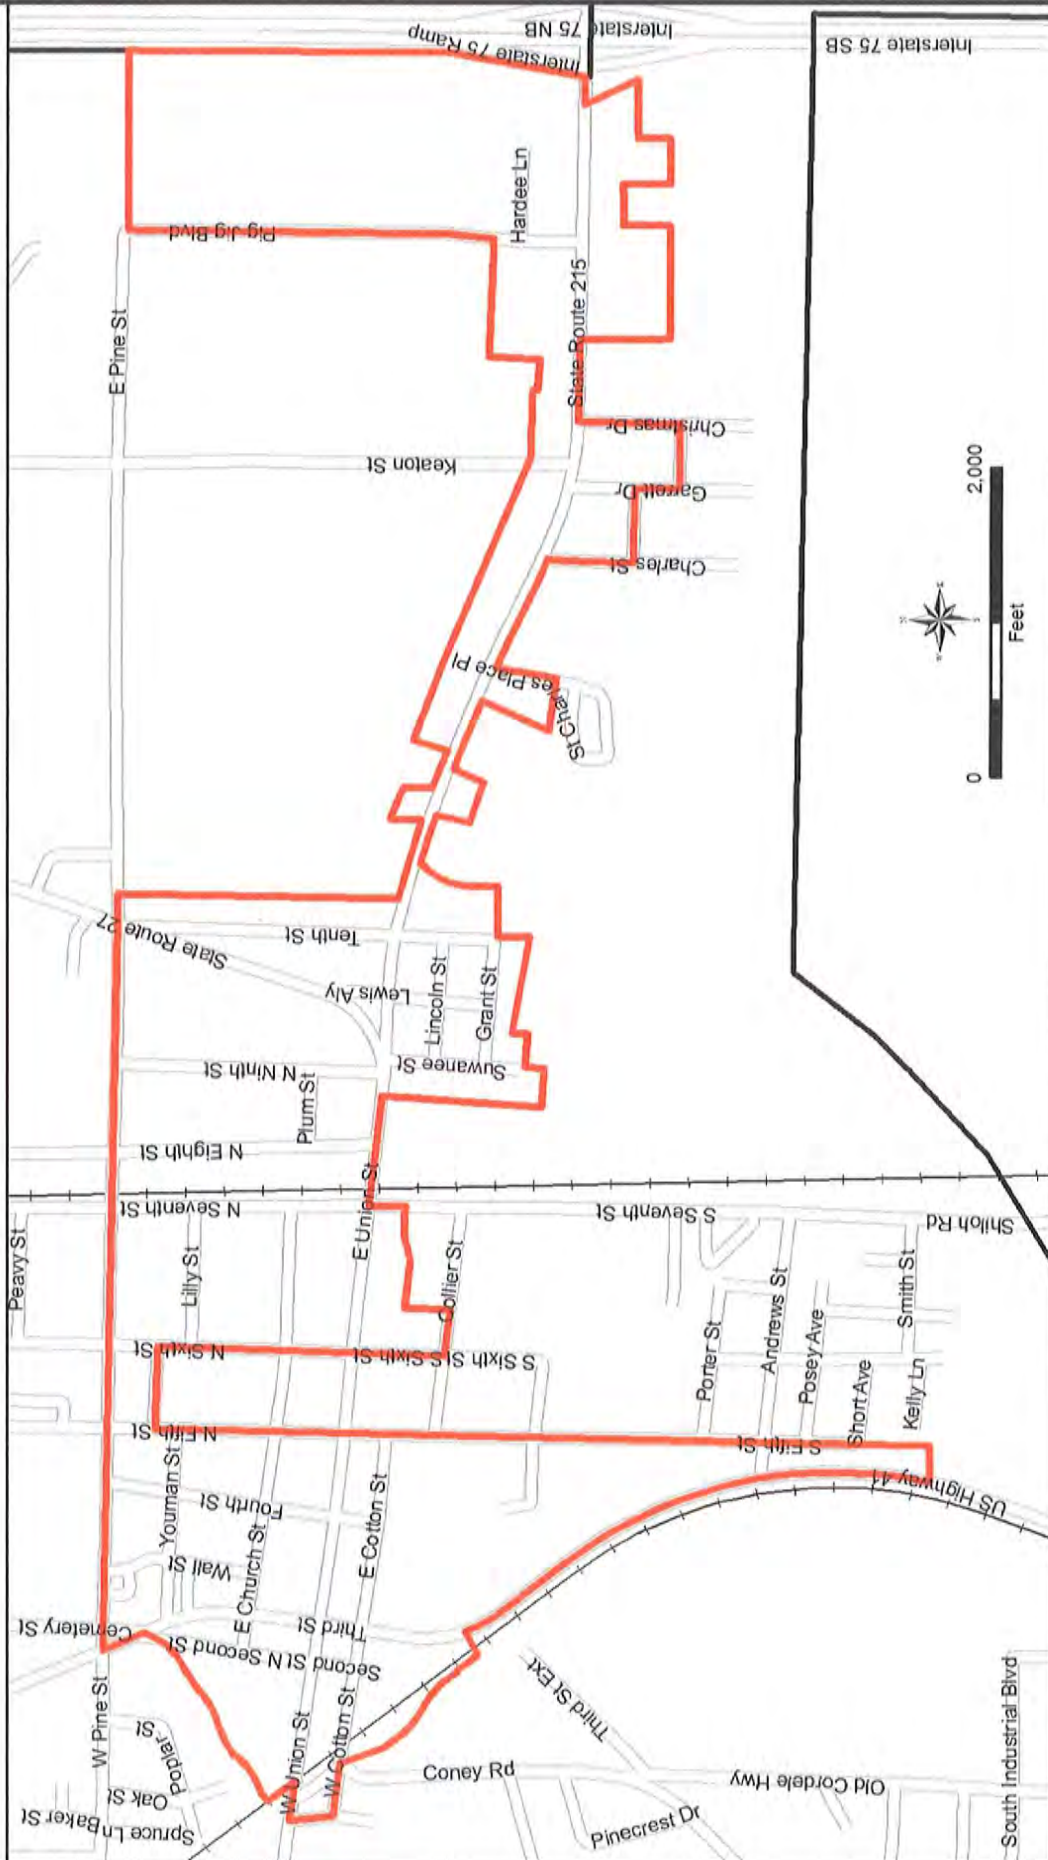 Interstate 75 NB
Interstate
Interstate 75 Ramp
Interstate 75 SB
Interstate
Hardee Ln
Pig Jig Blvd
State Route 215
E Pine St
Christmas Dr
Keaton St
Garrett Dr
Charles St
2,000
0
Feet
St Charles Place Pl
State Route 27
Tenth St
Lewis Aly
Lincoln St
Grant St
Suwanee St
N Ninth St
Plum St
N Eighth St
N Seventh St
E Union St
S Seventh St
Shiloh Rd
Peavy St
Lilly St
Collier St
N Sixth St
S Sixth St
S Sixth St
S Sixth St
Porter St
Andrews St
Posey Ave
Smith St
Short Ave
Kelly Ln
N Fifth St
S Fifth St
US Highway 41
Youman St
Fourth St
E Cotton St
Wall St
E Church St
Cemetery St
Third St
Second St
N Second St
Second St
W Pine St
Poplar St
Oak St
Baker St
Spruce Ln
W Union St
W Cotton St
Third St Ext
Coney Rd
Old Cordele Hwy
Pinecrest Dr
South Industrial Blvd